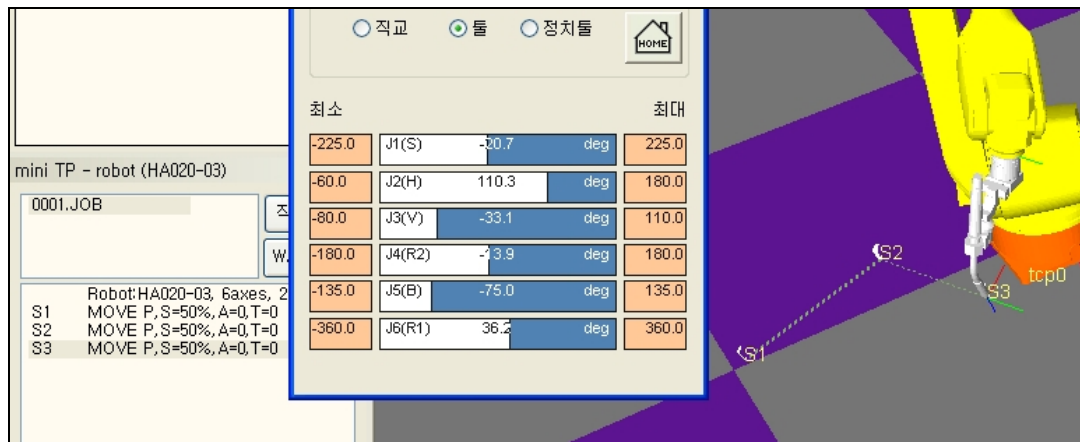 직교 툴 정치툴
HOME
최소 최대
-225.0 J1(S) -20.7 deg 225.0
-60.0 J2(H) 110.3 deg 180.0
-80.0 J3(V) -33.1 deg 110.0
-180.0 J4(R2) -13.9 deg 180.0
-135.0 J5(B) -75.0 deg 135.0
-360.0 J6(R1) 36.2 deg 360.0
mini TP - robot (HA020-03)
0001.JOB
W.
Robot:HA020-03, 6axes, 2
S1 MOVE P,S=50%,A=0,T=0
S2 MOVE P,S=50%,A=0,T=0
S3 MOVE P,S=50%,A=0,T=0
S2
tcp0
S3
S1